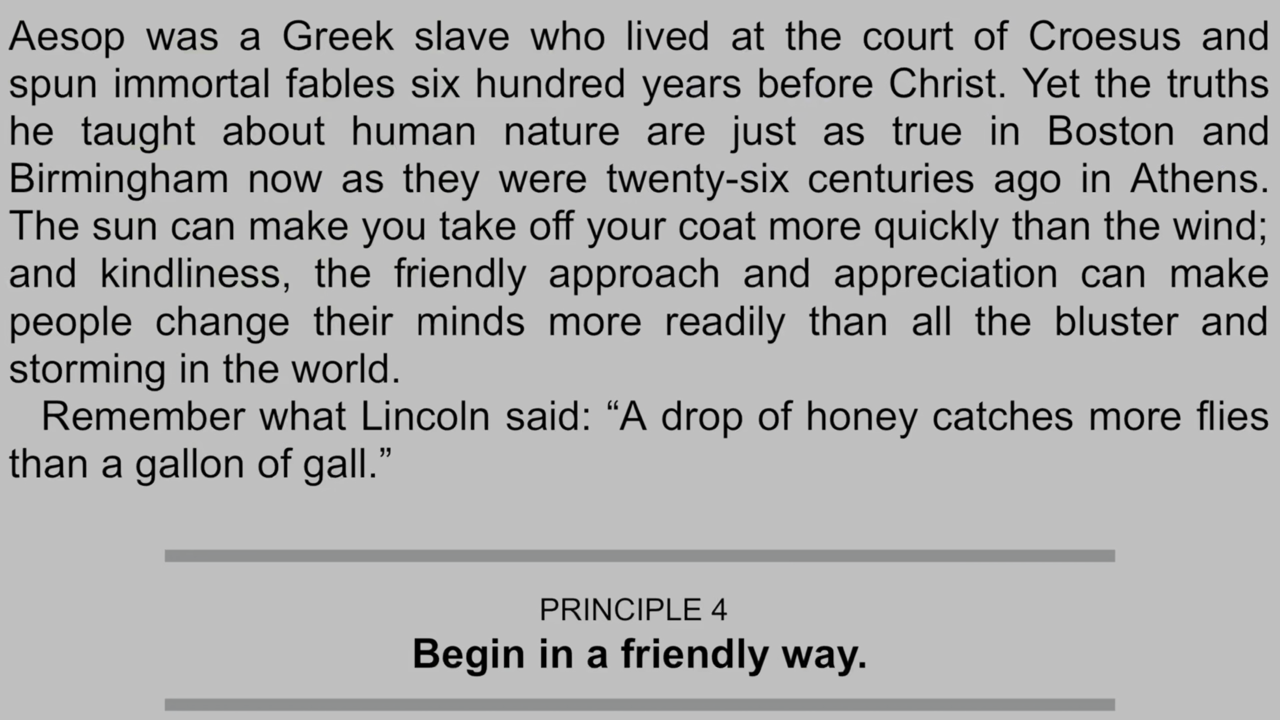 Aesop was a Greek slave who lived at the court of Croesus and
spun immortal fables six hundred years before Christ. Yet the truths
he taught about human nature are just as true in Boston and
Birmingham now as they were twenty-six centuries ago in Athens.
The sun can make you take off your coat more quickly than the wind;
and kindliness, the friendly approach and appreciation can make
people change their minds more readily than all the bluster and
storming in the world.
Remember what Lincoln said: “A drop of honey catches more flies
than a gallon of gall.”
PRINCIPLE 4
Begin in a friendly way.